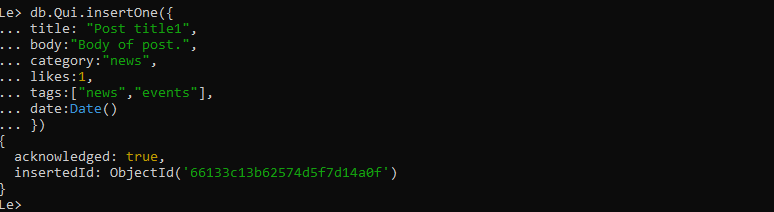 Le> db.Qui.insertOne({
... title: "Post title1",
... body:"Body of post.",
... category:"news",
... likes:1,
... tags:["news","events"],
... date:Date()
... })
{
  acknowledged: true,
  insertedId: ObjectId('66133c13b62574d5f7d14a0f')
}
Le>